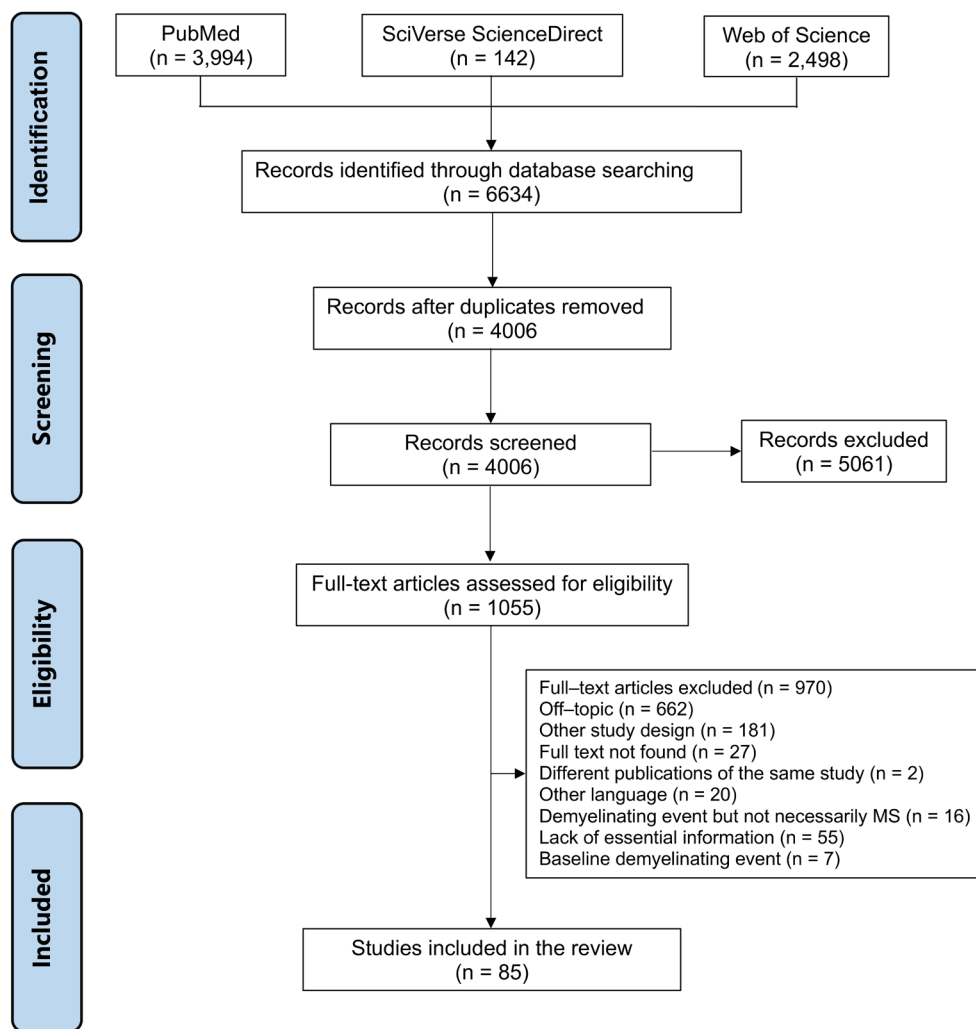 Identification
PubMed
(n = 3,994)
SciVerse ScienceDirect
(n = 142)
Web of Science
(n = 2,498)
Records identified through database searching
(n = 6634)
Screening
Records after duplicates removed
(n = 4006
Records screened
(n = 4006)
Records excluded
(n = 5061)
Eligibility
Full-text articles assessed for eligibility
(n = 1055)
Full–text articles excluded (n = 970)
Off–topic (n = 662)
Other study design (n = 181)
Full text not found (n = 27)
Different publications of the same study (n = 2)
Other language (n = 20)
Demyelinating event but not necessarily MS (n = 16)
Lack of essential information (n = 55)
Baseline demyelinating event (n = 7)
Included
Studies included in the review
(n = 85)